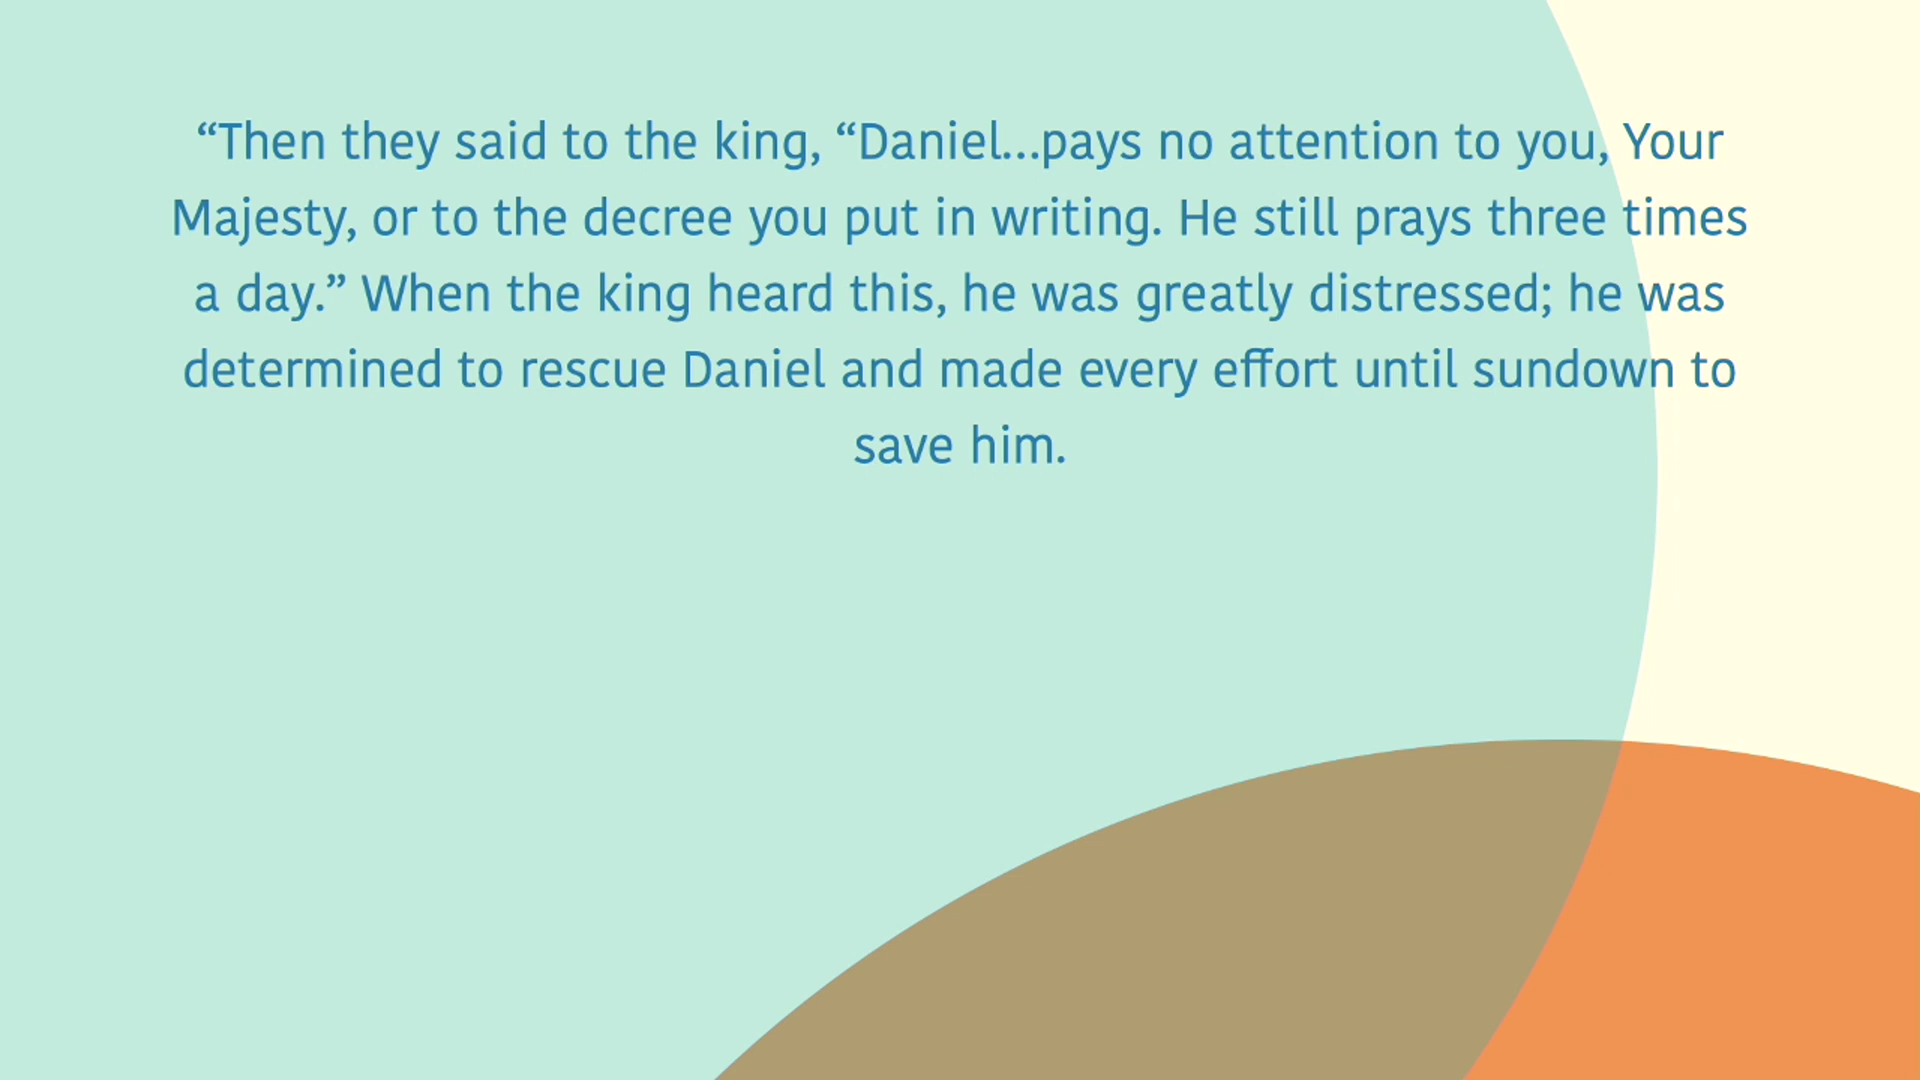 “Then they said to the king, “Daniel...pays no attention to you, Your
Majesty, or to the decree you put in writing. He still prays three times
a day.” When the king heard this, he was greatly distressed; he was
determined to rescue Daniel and made every effort until sundown to
save him.